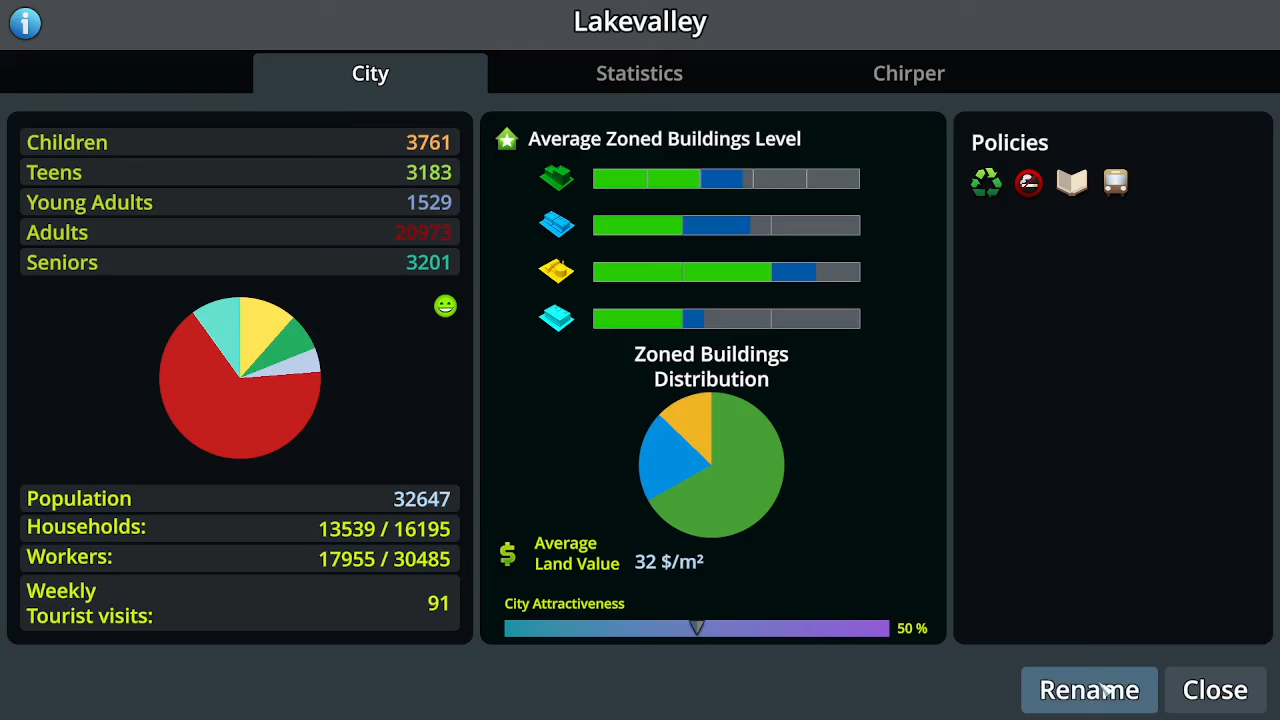 Lakevalley
City
Statistics
Chirper
Children 3761
Teens 3183
Young Adults 1529
Adults 20973
Seniors 3201
Population 32647
Households: 13539 / 16195
Workers: 17955 / 30485
Weekly
Tourist visits: 91
Average Zoned Buildings Level
Zoned Buildings
Distribution
Average
Land Value 32 $/m²
City Attractiveness
50 %
Policies
Rename
Close